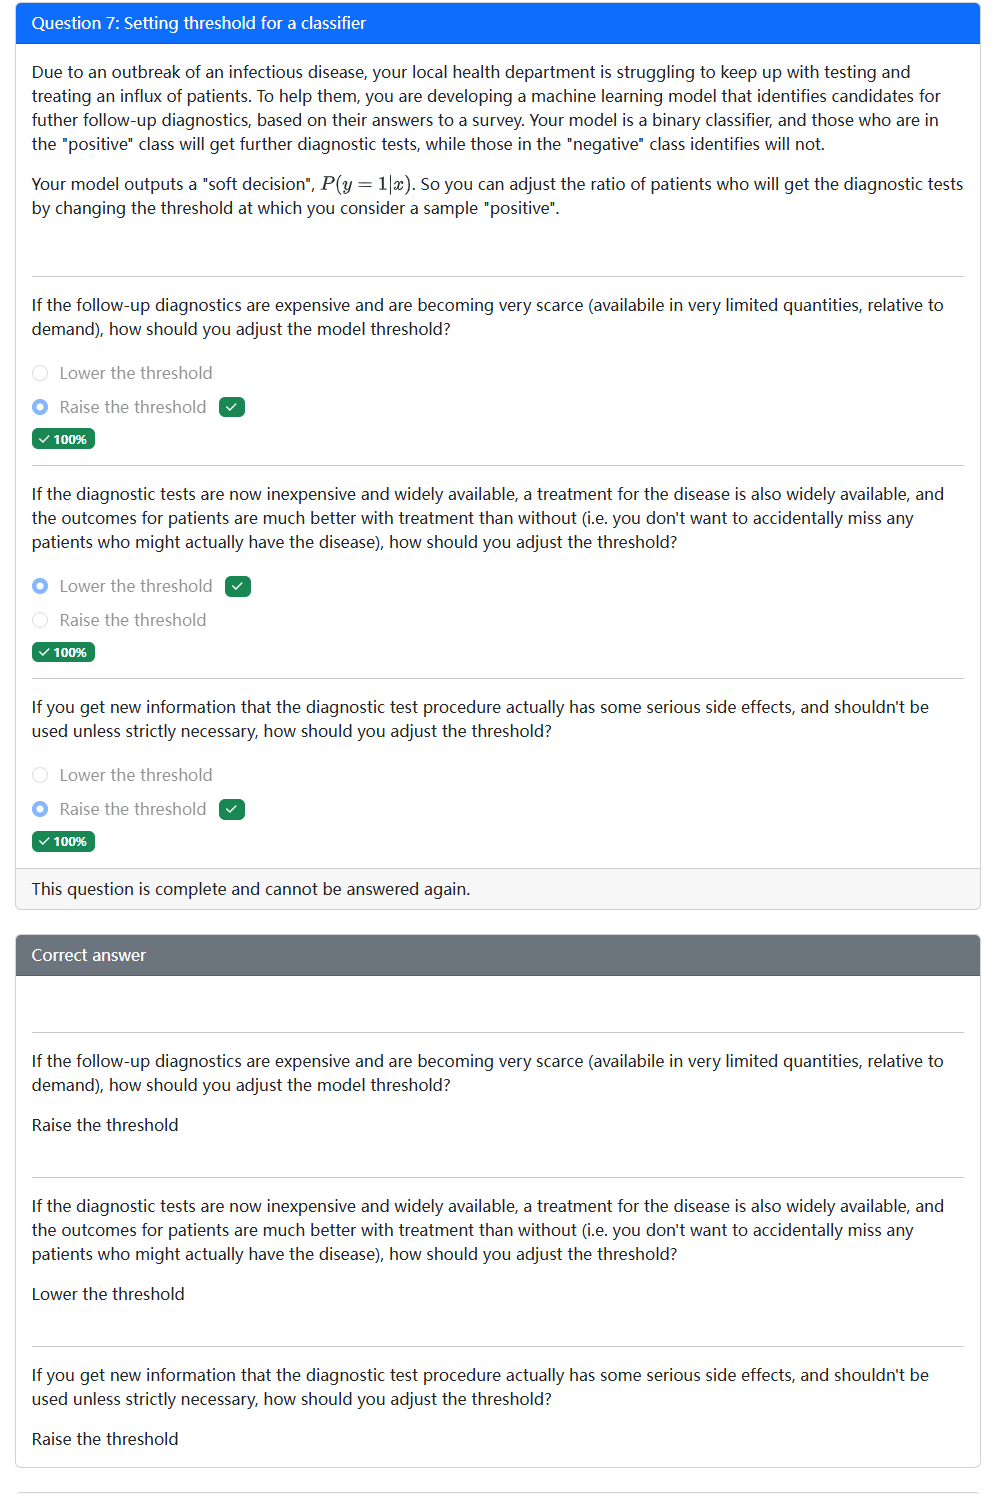 Question 7: Setting threshold for a classifier
Due to an outbreak of an infectious disease, your local health department is struggling to keep up with testing and
treating an influx of patients. To help them, you are developing a machine learning model that identifies candidates for
futher follow-up diagnostics, based on their answers to a survey. Your model is a binary classifier, and those who are in
the "positive" class will get further diagnostic tests, while those in the "negative" class identifies will not.
Your model outputs a "soft decision", P(y = 1|x). So you can adjust the ratio of patients who will get the diagnostic tests
by changing the threshold at which you consider a sample "positive".
If the follow-up diagnostics are expensive and are becoming very scarce (availabile in very limited quantities, relative to
demand), how should you adjust the model threshold?
Lower the threshold
Raise the threshold
100%
If the diagnostic tests are now inexpensive and widely available, a treatment for the disease is also widely available, and
the outcomes for patients are much better with treatment than without (i.e. you don't want to accidentally miss any
patients who might actually have the disease), how should you adjust the threshold?
Lower the threshold
Raise the threshold
100%
If you get new information that the diagnostic test procedure actually has some serious side effects, and shouldn't be
used unless strictly necessary, how should you adjust the threshold?
Lower the threshold
Raise the threshold
100%
This question is complete and cannot be answered again.
Correct answer
If the follow-up diagnostics are expensive and are becoming very scarce (availabile in very limited quantities, relative to
demand), how should you adjust the model threshold?
Raise the threshold
If the diagnostic tests are now inexpensive and widely available, a treatment for the disease is also widely available, and
the outcomes for patients are much better with treatment than without (i.e. you don't want to accidentally miss any
patients who might actually have the disease), how should you adjust the threshold?
Lower the threshold
If you get new information that the diagnostic test procedure actually has some serious side effects, and shouldn't be
used unless strictly necessary, how should you adjust the threshold?
Raise the threshold